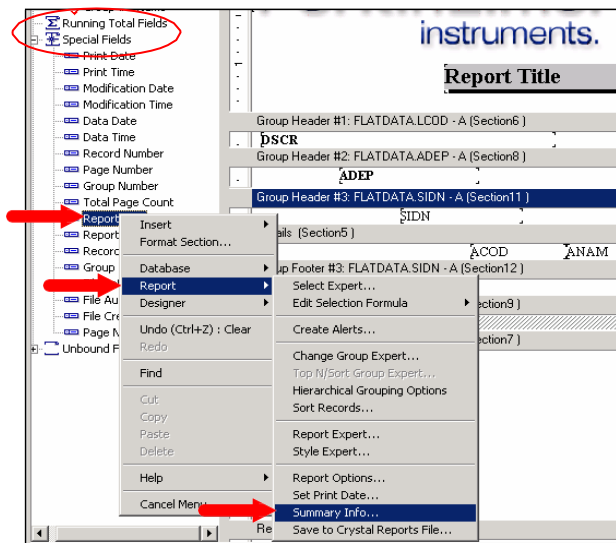 Running Total Fields
Special Fields
Print Date
Print Time
Modification Date
Modification Time
Data Date
Data Time
Record Number
Page Number
Group Number
Total Page Count
Report
Report
Recor
Group
File Au
File Cre
Page N
Unbound F
instruments.
Report Title
Group Header #1: FLATDATA.LCOD - A (Section6 )
DSCR
Group Header #2: FLATDATA.ADEP - A (Section8 )
ADEP
Group Header #3: FLATDATA.SIDN - A (Section11 )
SIDN
ails (Section5 )
ACOD ANAM
up Footer #3: FLATDATA.SIDN - A (Section12 )
ection9 )
ection7 )
Re
Insert
Format Section...
Database
Report
Designer
Undo (Ctrl+Z) : Clear
Redo
Find
Cut
Copy
Paste
Delete
Help
Cancel Menu
Select Expert...
Edit Selection Formula
Create Alerts...
Change Group Expert...
Top N/Sort Group Expert...
Hierarchical Grouping Options
Sort Records...
Report Expert...
Style Expert...
Report Options...
Set Print Date...
Summary Info...
Save to Crystal Reports File...